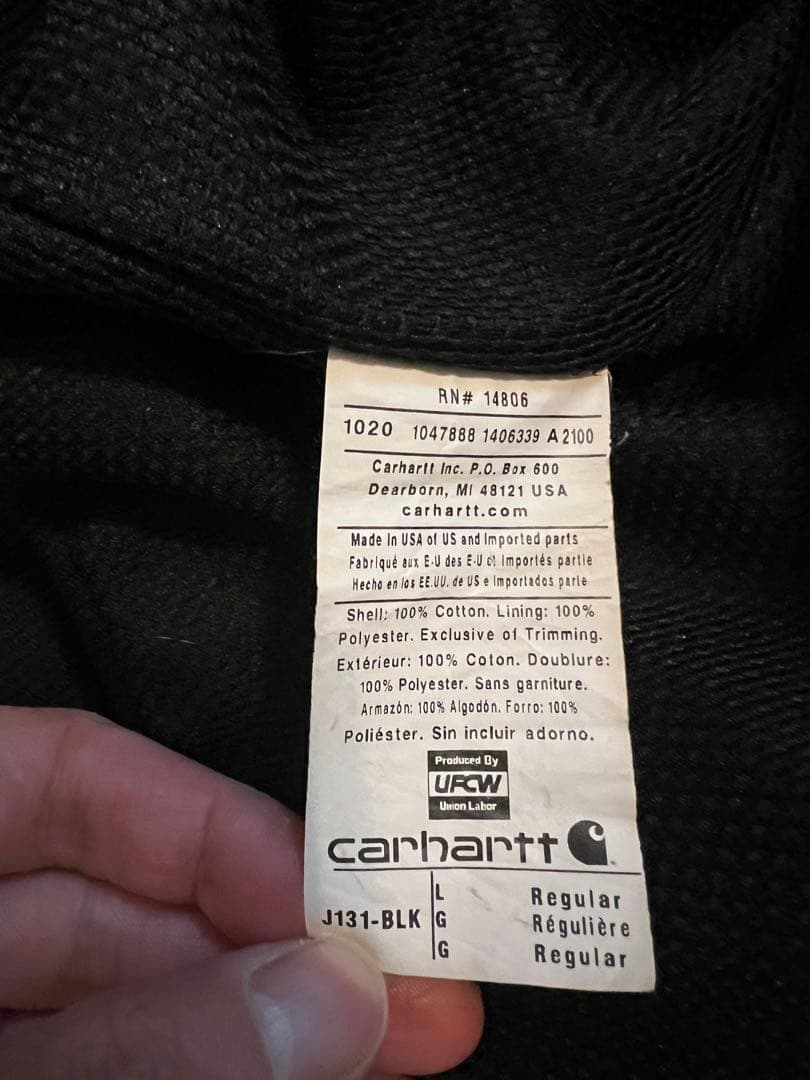 RN# 14806
1020 1047888 1406339 A 2100
Carhartt Inc. P.O. Box 600
Dearborn, MI 48121 USA
carhartt.com
Made In USA of US and Imported parts
Fabriqué aux E-U des E-U et Importés partie
Hecho en los EE.UU. de US e Importados parte
Shell: 100% Cotton. Lining: 100%
Polyester. Exclusive of Trimming.
Extérieur: 100% Coton. Doublure:
100% Polyester. Sans garniture.
Armazón: 100% Algodón. Forro: 100%
Poliéster. Sin incluir adorno.
Produced By
UFCW
Union Labor
carhartt
J131-BLK
L Regular
G Régulière
G Regular